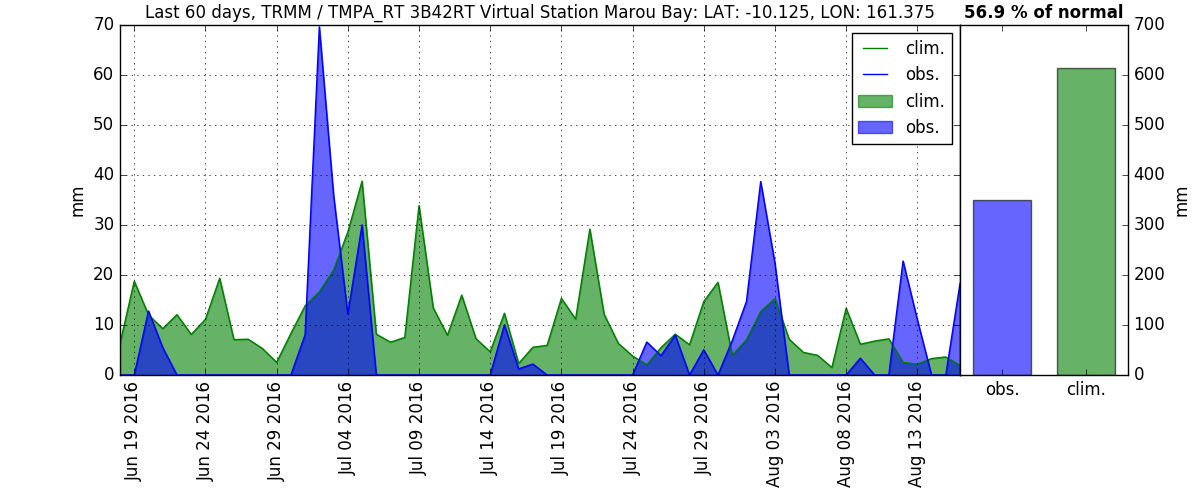 Last 60 days, TRMM / TMPA_RT 3B42RT Virtual Station Marou Bay: LAT: -10.125, LON: 161.375
56.9 % of normal
70
60
50
40
30
20
10
0
mm
clim.
obs.
clim.
obs.
700
600
500
400
300
200
100
0
mm
Jun 19 2016
Jun 24 2016
Jun 29 2016
Jul 04 2016
Jul 09 2016
Jul 14 2016
Jul 19 2016
Jul 24 2016
Jul 29 2016
Aug 03 2016
Aug 08 2016
Aug 13 2016
obs.
clim.